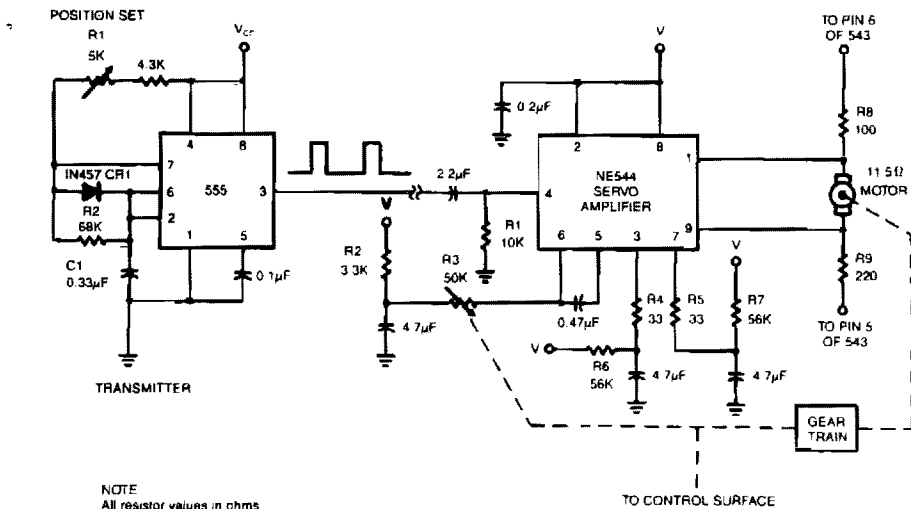 POSITION SET
R1
5K
4.3K
VCC
4
8
7
6
2
555
3
1
5
IN457 CR1
R2
68K
C1
0.33μF
0.1μF
TRANSMITTER
2.2μF
R1
10K
V
R2
3.3K
R3
50K
4.7μF
V
0.2μF
2
8
NE544
SERVO
AMPLIFIER
4
1
9
6
5
3
7
0.47μF
R4
33
R5
33
V
R7
56K
V
R6
56K
4.7μF
4.7μF
TO PIN 6
OF 543
R8
100
11.5Ω
MOTOR
R9
220
TO PIN 5
OF 543
GEAR
TRAIN
TO CONTROL SURFACE
NOTE
All resistor values in ohms